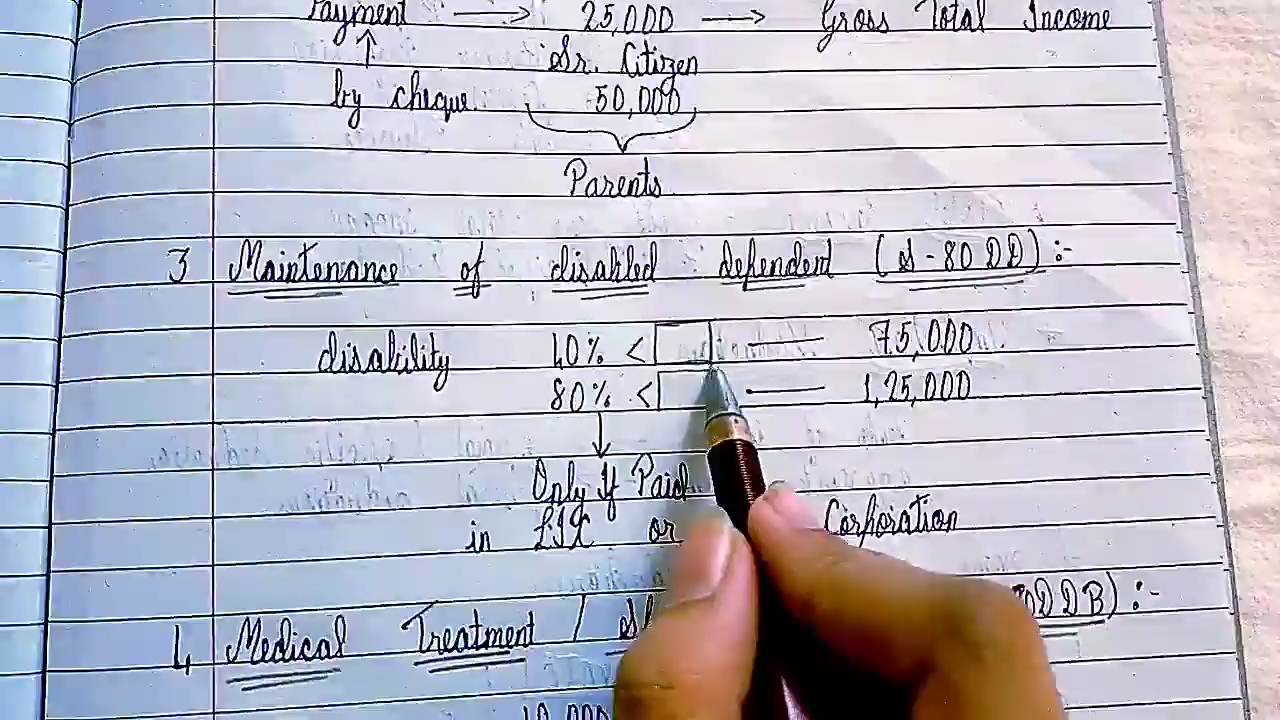 Payment → 25,000 → Gross Total Income
↑ Sr. Citizen
by cheque 50,000
Parents
3 Maintenance of disabled dependent (S-80DD):-
disability 40% < — 75,000
80% < — 1,25,000
↓
Only If Paid
in LIC or Corporation
4 Medical Treatment / DDB):-